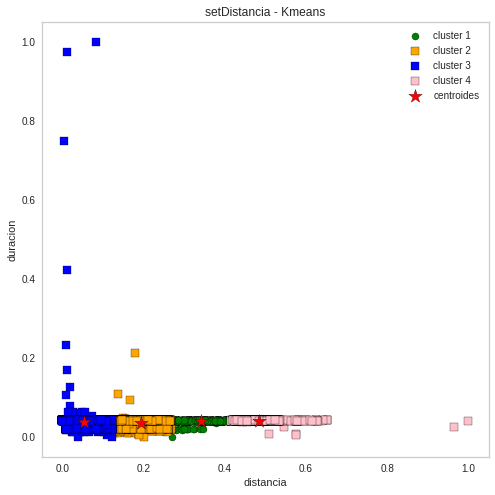 setDistancia - Kmeans
cluster 1
cluster 2
cluster 3
cluster 4
centroides
duracion
1.0
0.8
0.6
0.4
0.2
0.0
0.0 0.2 0.4 0.6 0.8 1.0
distancia